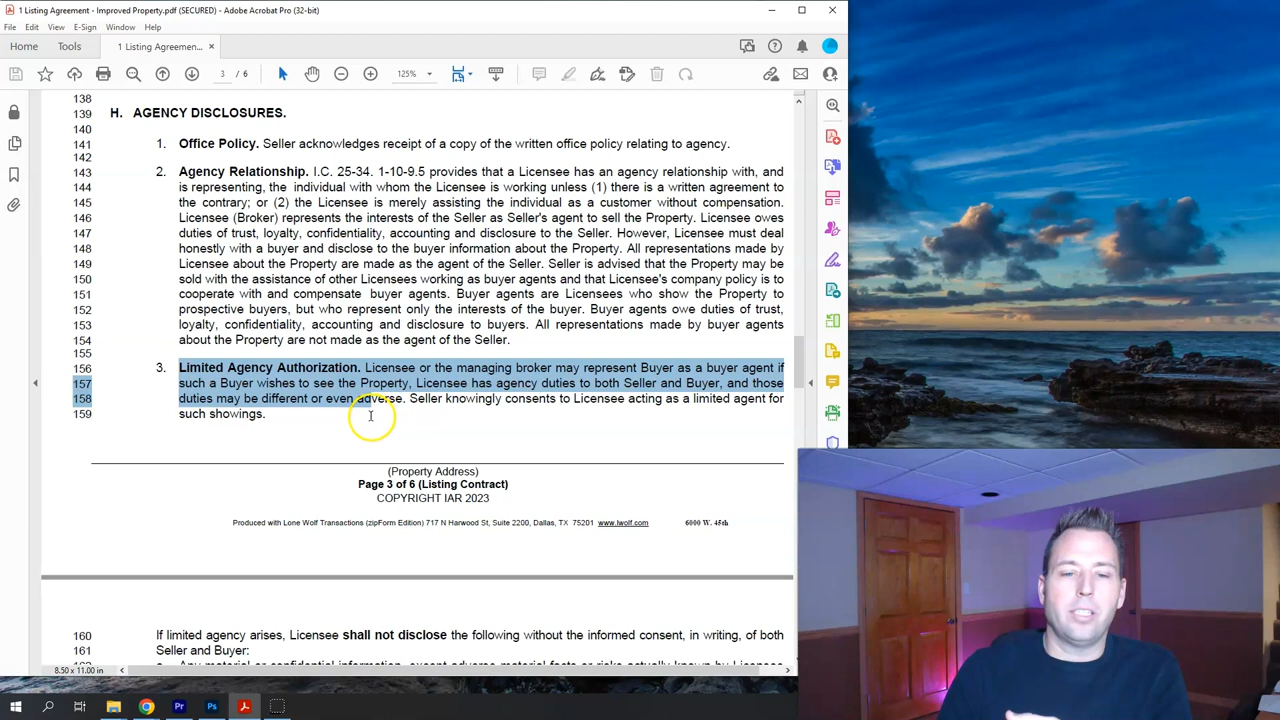 1 Listing Agreement - Improved Property.pdf (SECURED) - Adobe Acrobat Pro (32-bit)
File Edit View E-Sign Window Help
Home Tools 1 Listing Agreemen... ×
3 / 6 125%
138
139 H. AGENCY DISCLOSURES.
140
141 1. Office Policy. Seller acknowledges receipt of a copy of the written office policy relating to agency.
142
143 2. Agency Relationship. I.C. 25-34. 1-10-9.5 provides that a Licensee has an agency relationship with, and
144 is representing, the individual with whom the Licensee is working unless (1) there is a written agreement to
145 the contrary; or (2) the Licensee is merely assisting the individual as a customer without compensation.
146 Licensee (Broker) represents the interests of the Seller as Seller's agent to sell the Property. Licensee owes
147 duties of trust, loyalty, confidentiality, accounting and disclosure to the Seller. However, Licensee must deal
148 honestly with a buyer and disclose to the buyer information about the Property. All representations made by
149 Licensee about the Property are made as the agent of the Seller. Seller is advised that the Property may be
150 sold with the assistance of other Licensees working as buyer agents and that Licensee's company policy is to
151 cooperate with and compensate buyer agents. Buyer agents are Licensees who show the Property to
152 prospective buyers, but who represent only the interests of the buyer. Buyer agents owe duties of trust,
153 loyalty, confidentiality, accounting and disclosure to buyers. All representations made by buyer agents
154 about the Property are not made as the agent of the Seller.
155
156 3. Limited Agency Authorization. Licensee or the managing broker may represent Buyer as a buyer agent if
157 such a Buyer wishes to see the Property, Licensee has agency duties to both Seller and Buyer, and those
158 duties may be different or even adverse. Seller knowingly consents to Licensee acting as a limited agent for
159 such showings.
(Property Address)
Page 3 of 6 (Listing Contract)
COPYRIGHT IAR 2023
Produced with Lone Wolf Transactions (zipForm Edition) 717 N Harwood St, Suite 2200, Dallas, TX 75201 www.lwolf.com 6000 W. 45th
160 If limited agency arises, Licensee shall not disclose the following without the informed consent, in writing, of both
161 Seller and Buyer:
8.50 x 11.00 in
Pr Ps